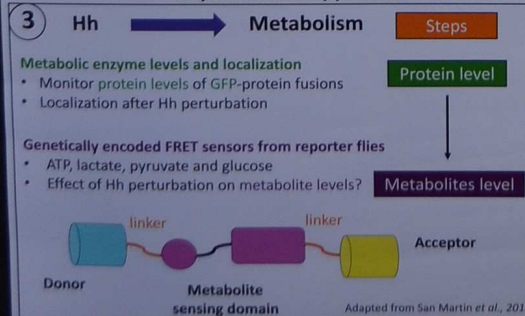 3
Hh
Metabolism
Steps
Metabolic enzyme levels and localization
• Monitor protein levels of GFP-protein fusions
• Localization after Hh perturbation
Protein level
Genetically encoded FRET sensors from reporter flies
• ATP, lactate, pyruvate and glucose
• Effect of Hh perturbation on metabolite levels?
Metabolites level
linker
linker
Acceptor
Donor
Metabolite
sensing domain
Adapted from San Martin et al., 201